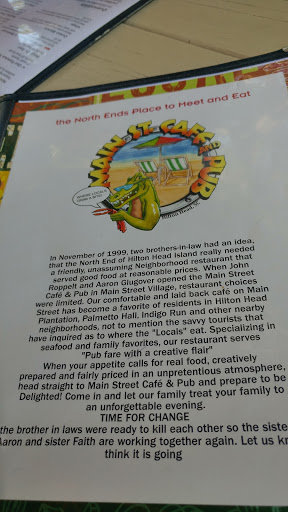 the North Ends Place to Meet and Eat
MAIN ST. CAFE
PUB
Hilton Head, SC
In November of 1999, two brothers-in-law had an idea,
that the North End of Hilton Head Island really needed
a friendly, unassuming Neighborhood restaurant that
served good food at reasonable prices. When John
Roppelt and Aaron Glugover opened the Main Street
Café & Pub in Main Street Village, restaurant choices
were limited. Our comfortable and laid back café on Main
Street has become a favorite of residents in Hilton Head
Plantation, Palmetto Hall, Indigo Run and other nearby
neighborhoods, not to mention the savvy tourists that
have inquired as to where the "Locals" eat. Specializing in
seafood and family favorites, our restaurant serves
"Pub fare with a creative flair"
When your appetite calls for real food, creatively
prepared and fairly priced in an unpretentious atmosphere,
head straight to Main Street Café & Pub and prepare to be
Delighted! Come in and let our family treat your family to
an unforgettable evening.
TIME FOR CHANGE
the brother in laws were ready to kill each other so the siste
Aaron and sister Faith are working together again. Let us kn
think it is going